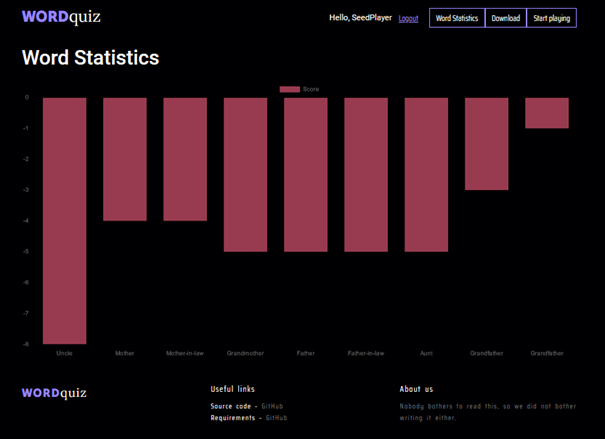 WORDquiz
Hello, SeedPlayer Logout Word Statistics Download Start playing
Word Statistics
Score
0
-1
-2
-3
-4
-5
-6
-7
-8
Uncle Mother Mother-in-law Grandmother Father Father-in-law Aunt Grandfather Grandfather
WORDquiz
Useful links
Source code - GitHub
Requirements - GitHub
About us
Nobody bothers to read this, so we did not bother
writing it either.